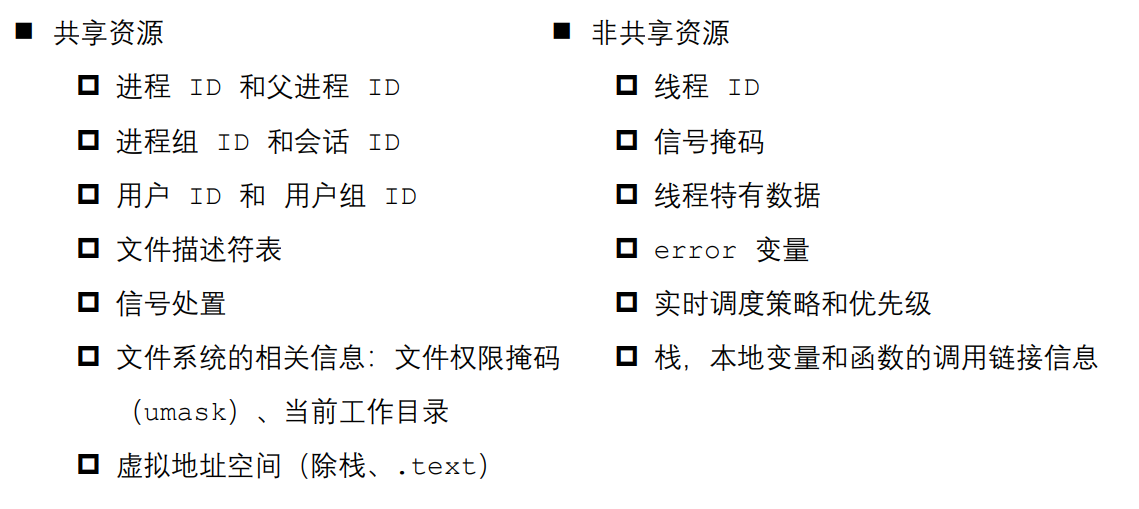 共享资源
进程 ID 和父进程 ID
进程组 ID 和会话 ID
用户 ID 和 用户组 ID
文件描述符表
信号处置
文件系统的相关信息：文件权限掩码
（umask）、当前工作目录
虚拟地址空间（除栈、.text）
非共享资源
线程 ID
信号掩码
线程特有数据
error 变量
实时调度策略和优先级
栈，本地变量和函数的调用链接信息